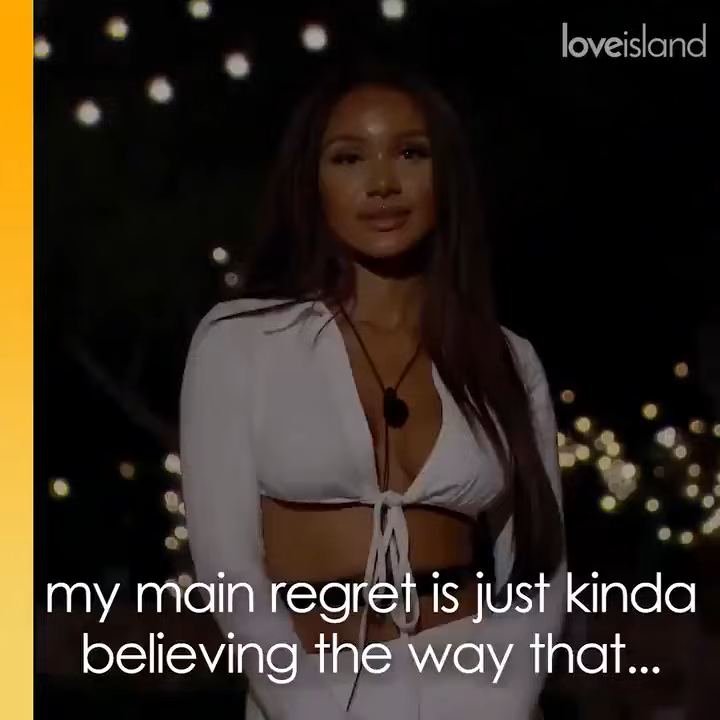 loveisland
my main regret is just kinda
believing the way that...